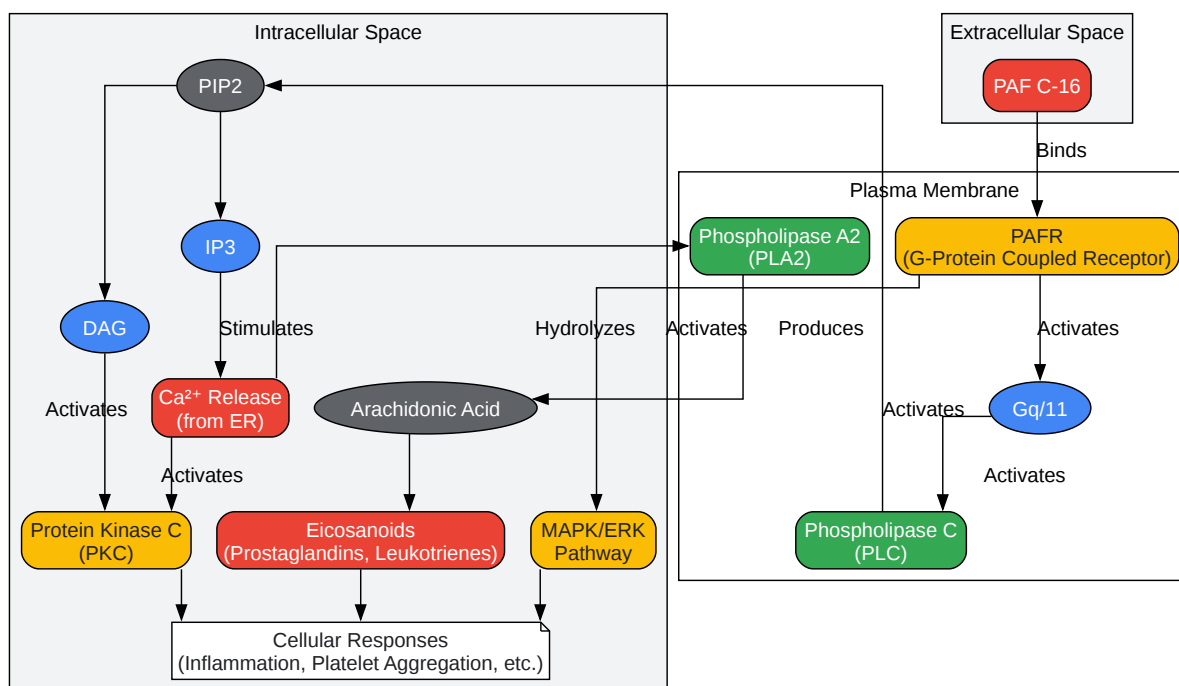 Intracellular Space
Extracellular Space
PIP2
PAF C-16
Binds
Plasma Membrane
IP3
Phospholipase A2
(PLA2)
PAFR
(G-Protein Coupled Receptor)
DAG
Stimulates
Hydrolyzes
Activates
Produces
Activates
Ca²⁺ Release
(from ER)
Activates
Arachidonic Acid
Activates
Gq/11
Activates
Activates
Protein Kinase C
(PKC)
Eicosanoids
(Prostaglandins, Leukotrienes)
MAPK/ERK
Pathway
Phospholipase C
(PLC)
Cellular Responses
(Inflammation, Platelet Aggregation, etc.)